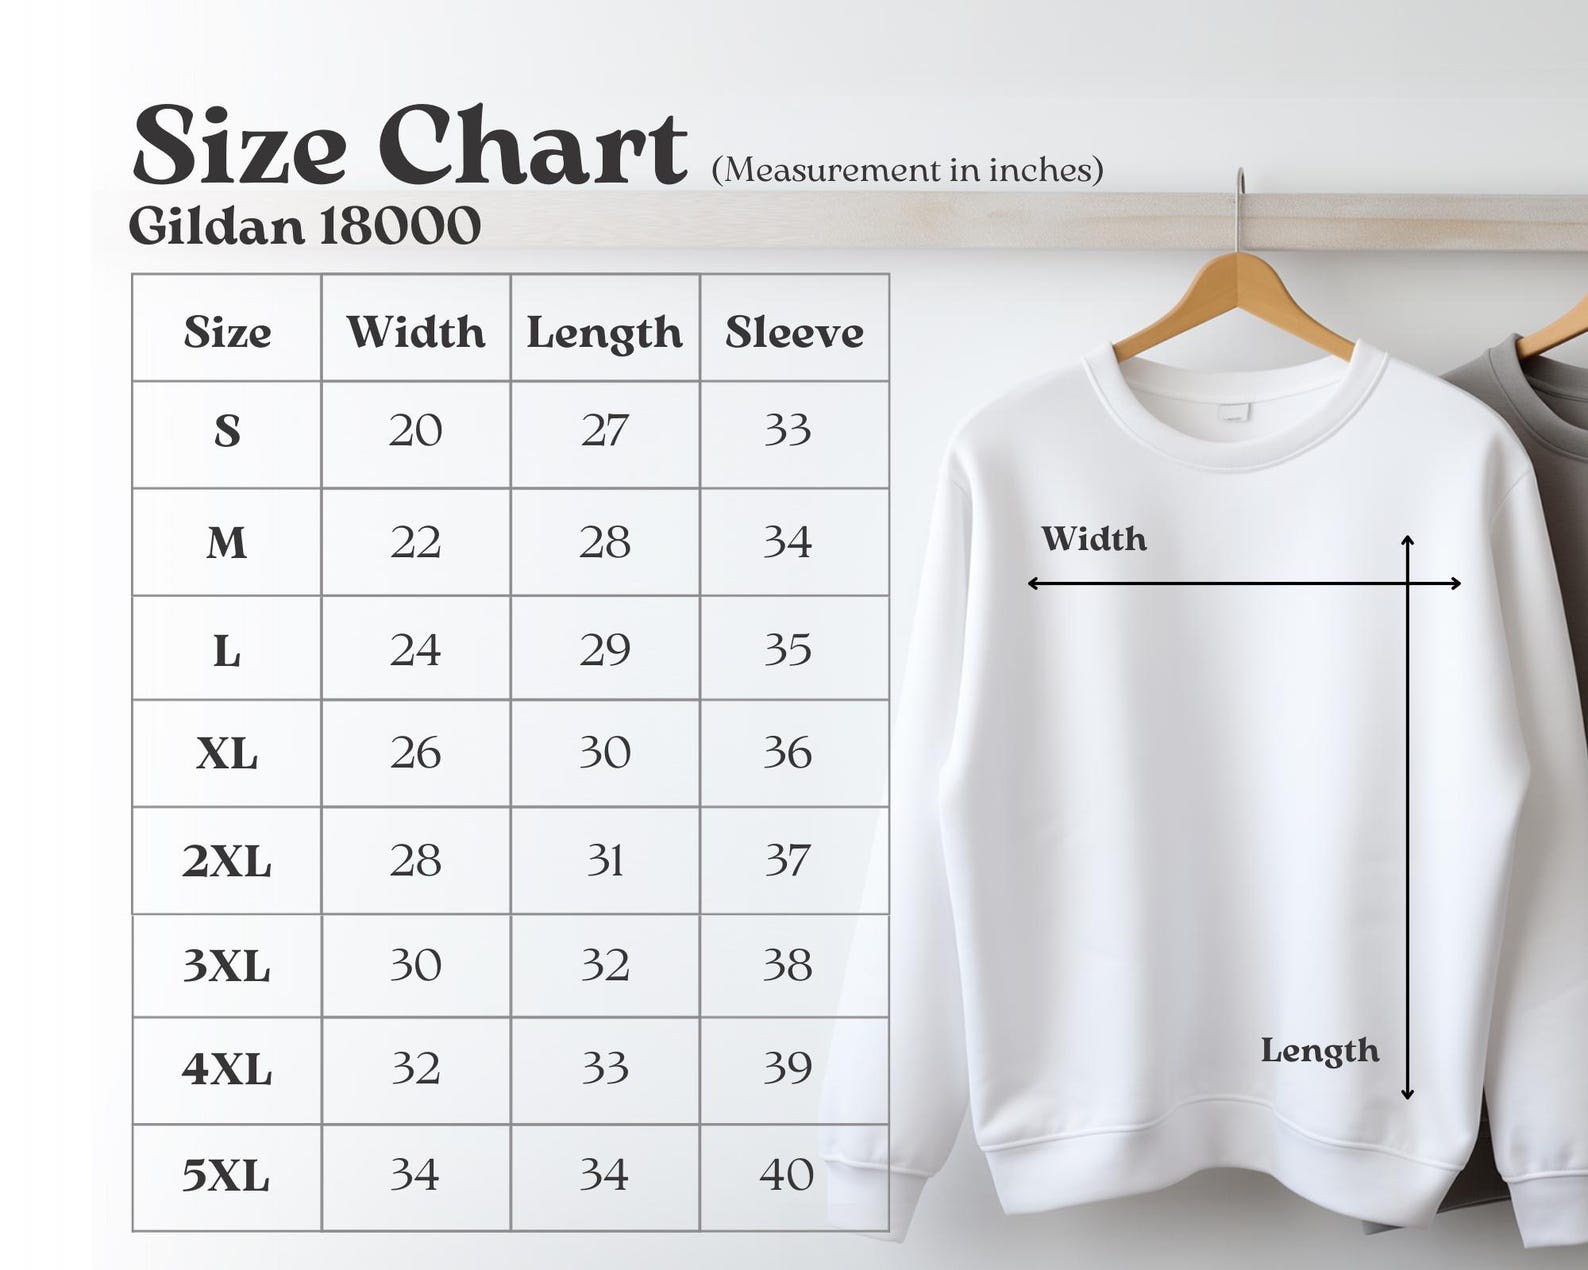 Size Chart (Measurement in inches)
Gildan 18000
Size Width Length Sleeve
S 20 27 33
M 22 28 34
L 24 29 35
XL 26 30 36
2XL 28 31 37
3XL 30 32 38
4XL 32 33 39
5XL 34 34 40
Width
Length